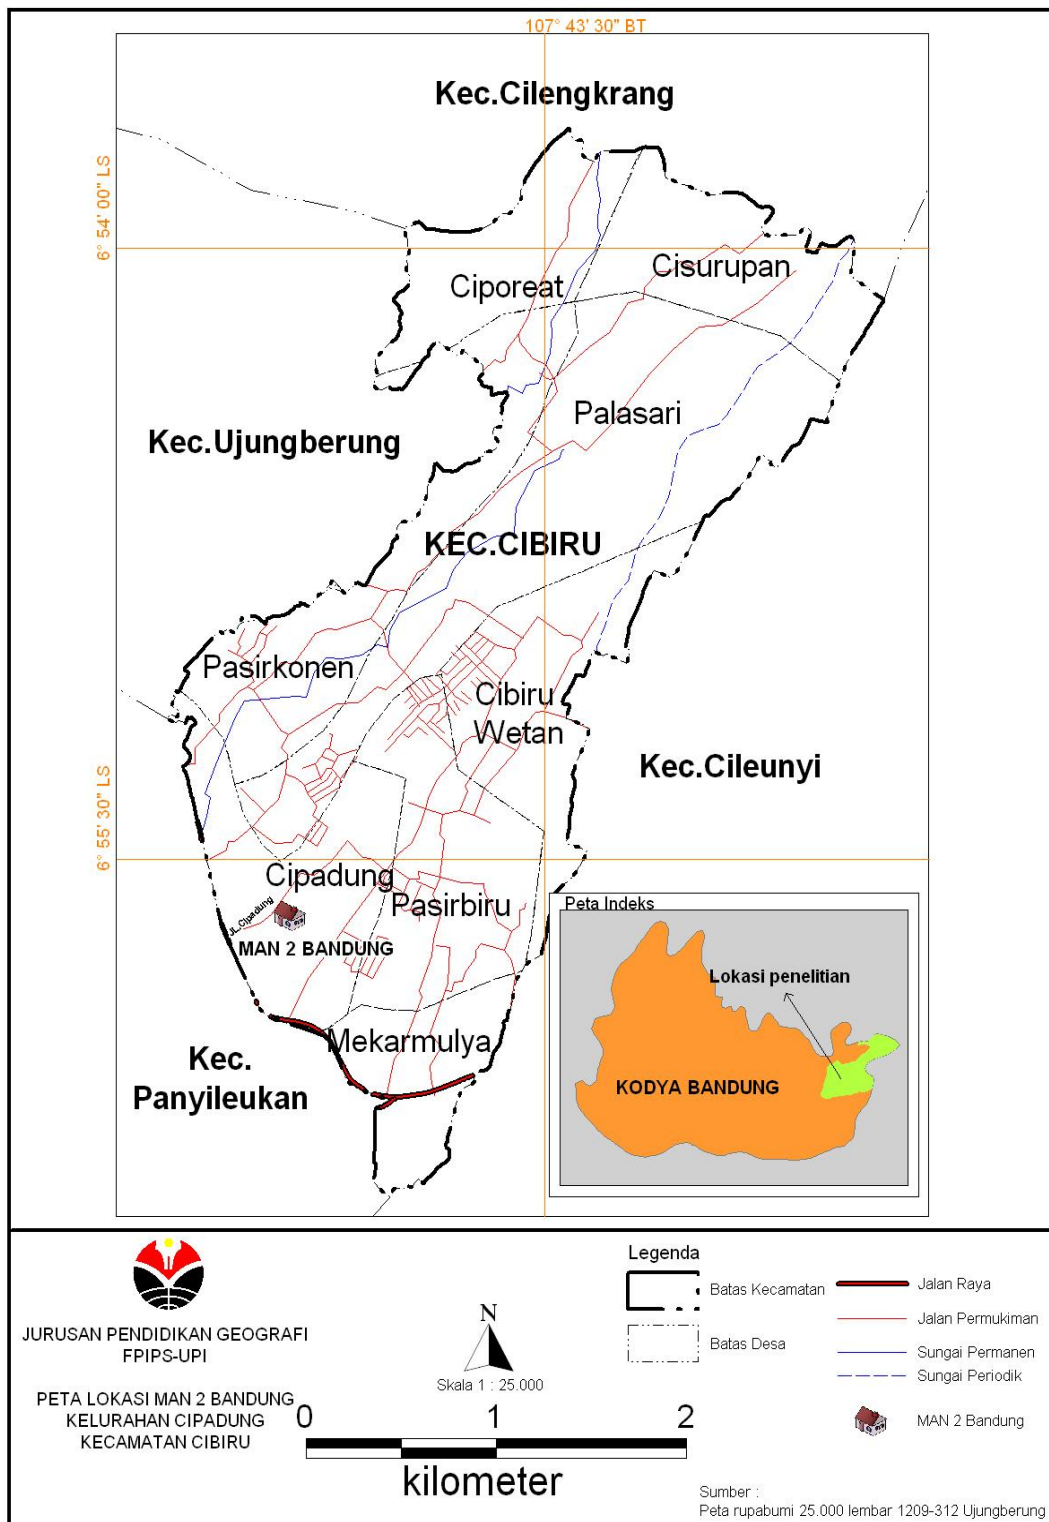 107° 43' 30" BT
Kec.Cilengkrang
6° 54' 00" LS
Ciporeat
Cisurupan
Palasari
Kec.Ujungberung
KEC.CIBIRU
Pasirkonen
Cibiru
Wetan
Kec.Cileunyi
6° 55' 30" LS
Cipadung
Pasirbiru
JL.Cipadung
MAN 2 BANDUNG
Mekarmulya
Kec.
Panyileukan
Peta Indeks
Lokasi penelitian
KODYA BANDUNG
JURUSAN PENDIDIKAN GEOGRAFI
FPIPS-UPI
PETA LOKASI MAN 2 BANDUNG
KELURAHAN CIPADUNG
KECAMATAN CIBIRU
N
Skala 1 : 25.000
0 1 2
kilometer
Legenda
Batas Kecamatan
Batas Desa
Jalan Raya
Jalan Permukiman
Sungai Permanen
Sungai Periodik
MAN 2 Bandung
Sumber :
Peta rupabumi 25.000 lembar 1209-312 Ujungberung